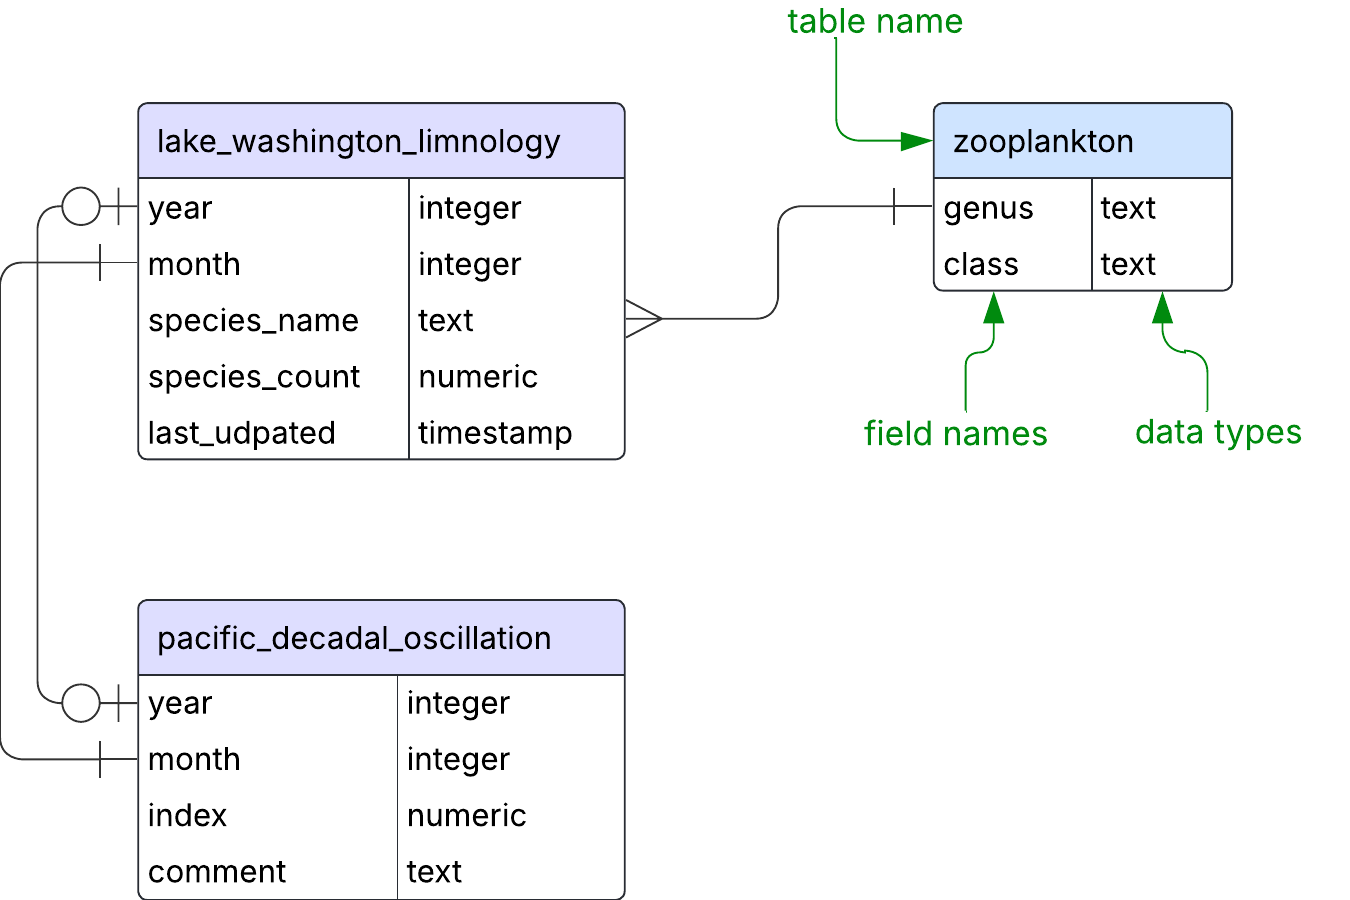 table name
lake_washington_limnology
year integer
month integer
species_name text
species_count numeric
last_udpated timestamp
zooplankton
genus text
class text
field names
data types
pacific_decadal_oscillation
year integer
month integer
index numeric
comment text